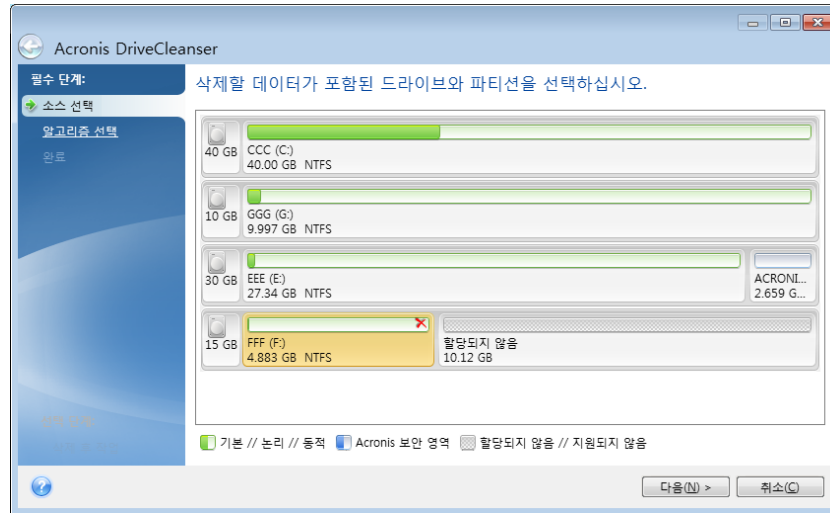 Acronis DriveCleanser
필수 단계:
소스 선택
알고리즘 선택
완료
삭제할 데이터가 포함된 드라이브와 파티션을 선택하십시오.
40 GB
CCC (C:)
40.00 GB NTFS
10 GB
GGG (G:)
9.997 GB NTFS
30 GB
EEE (E:)
27.34 GB NTFS
ACRONI...
2.659 G...
15 GB
FFF (F:)
4.883 GB NTFS
할당되지 않음
10.12 GB
기본 // 논리 // 동적 Acronis 보안 영역 할당되지 않음 // 지원되지 않음
다음(N) > 취소(C)